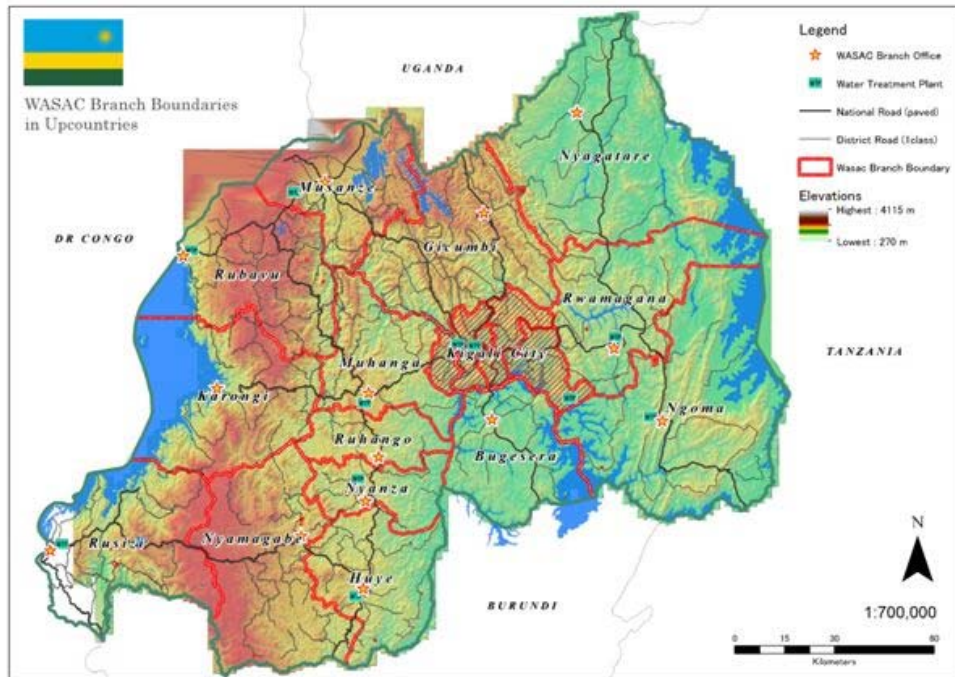 WASAC Branch Boundaries
in Upcountries
UGANDA
DR CONGO
TANZANIA
BURUNDI
Nyagatare
Musanze
Gicumbi
Rubavu
Rwamagana
Kigali City
Muhanga
Karongi
Ngoma
Ruhango
Bugesera
Nyanza
Nyamagabe
Rusizi
Huye
Legend
WASAC Branch Office
WTP
Water Treatment Plant
National Road (paved)
District Road (1class)
Wasac Branch Boundary
Elevations
Highest : 4115 m
Lowest : 270 m
N
1:700,000
0 15 30 60
Kilometers